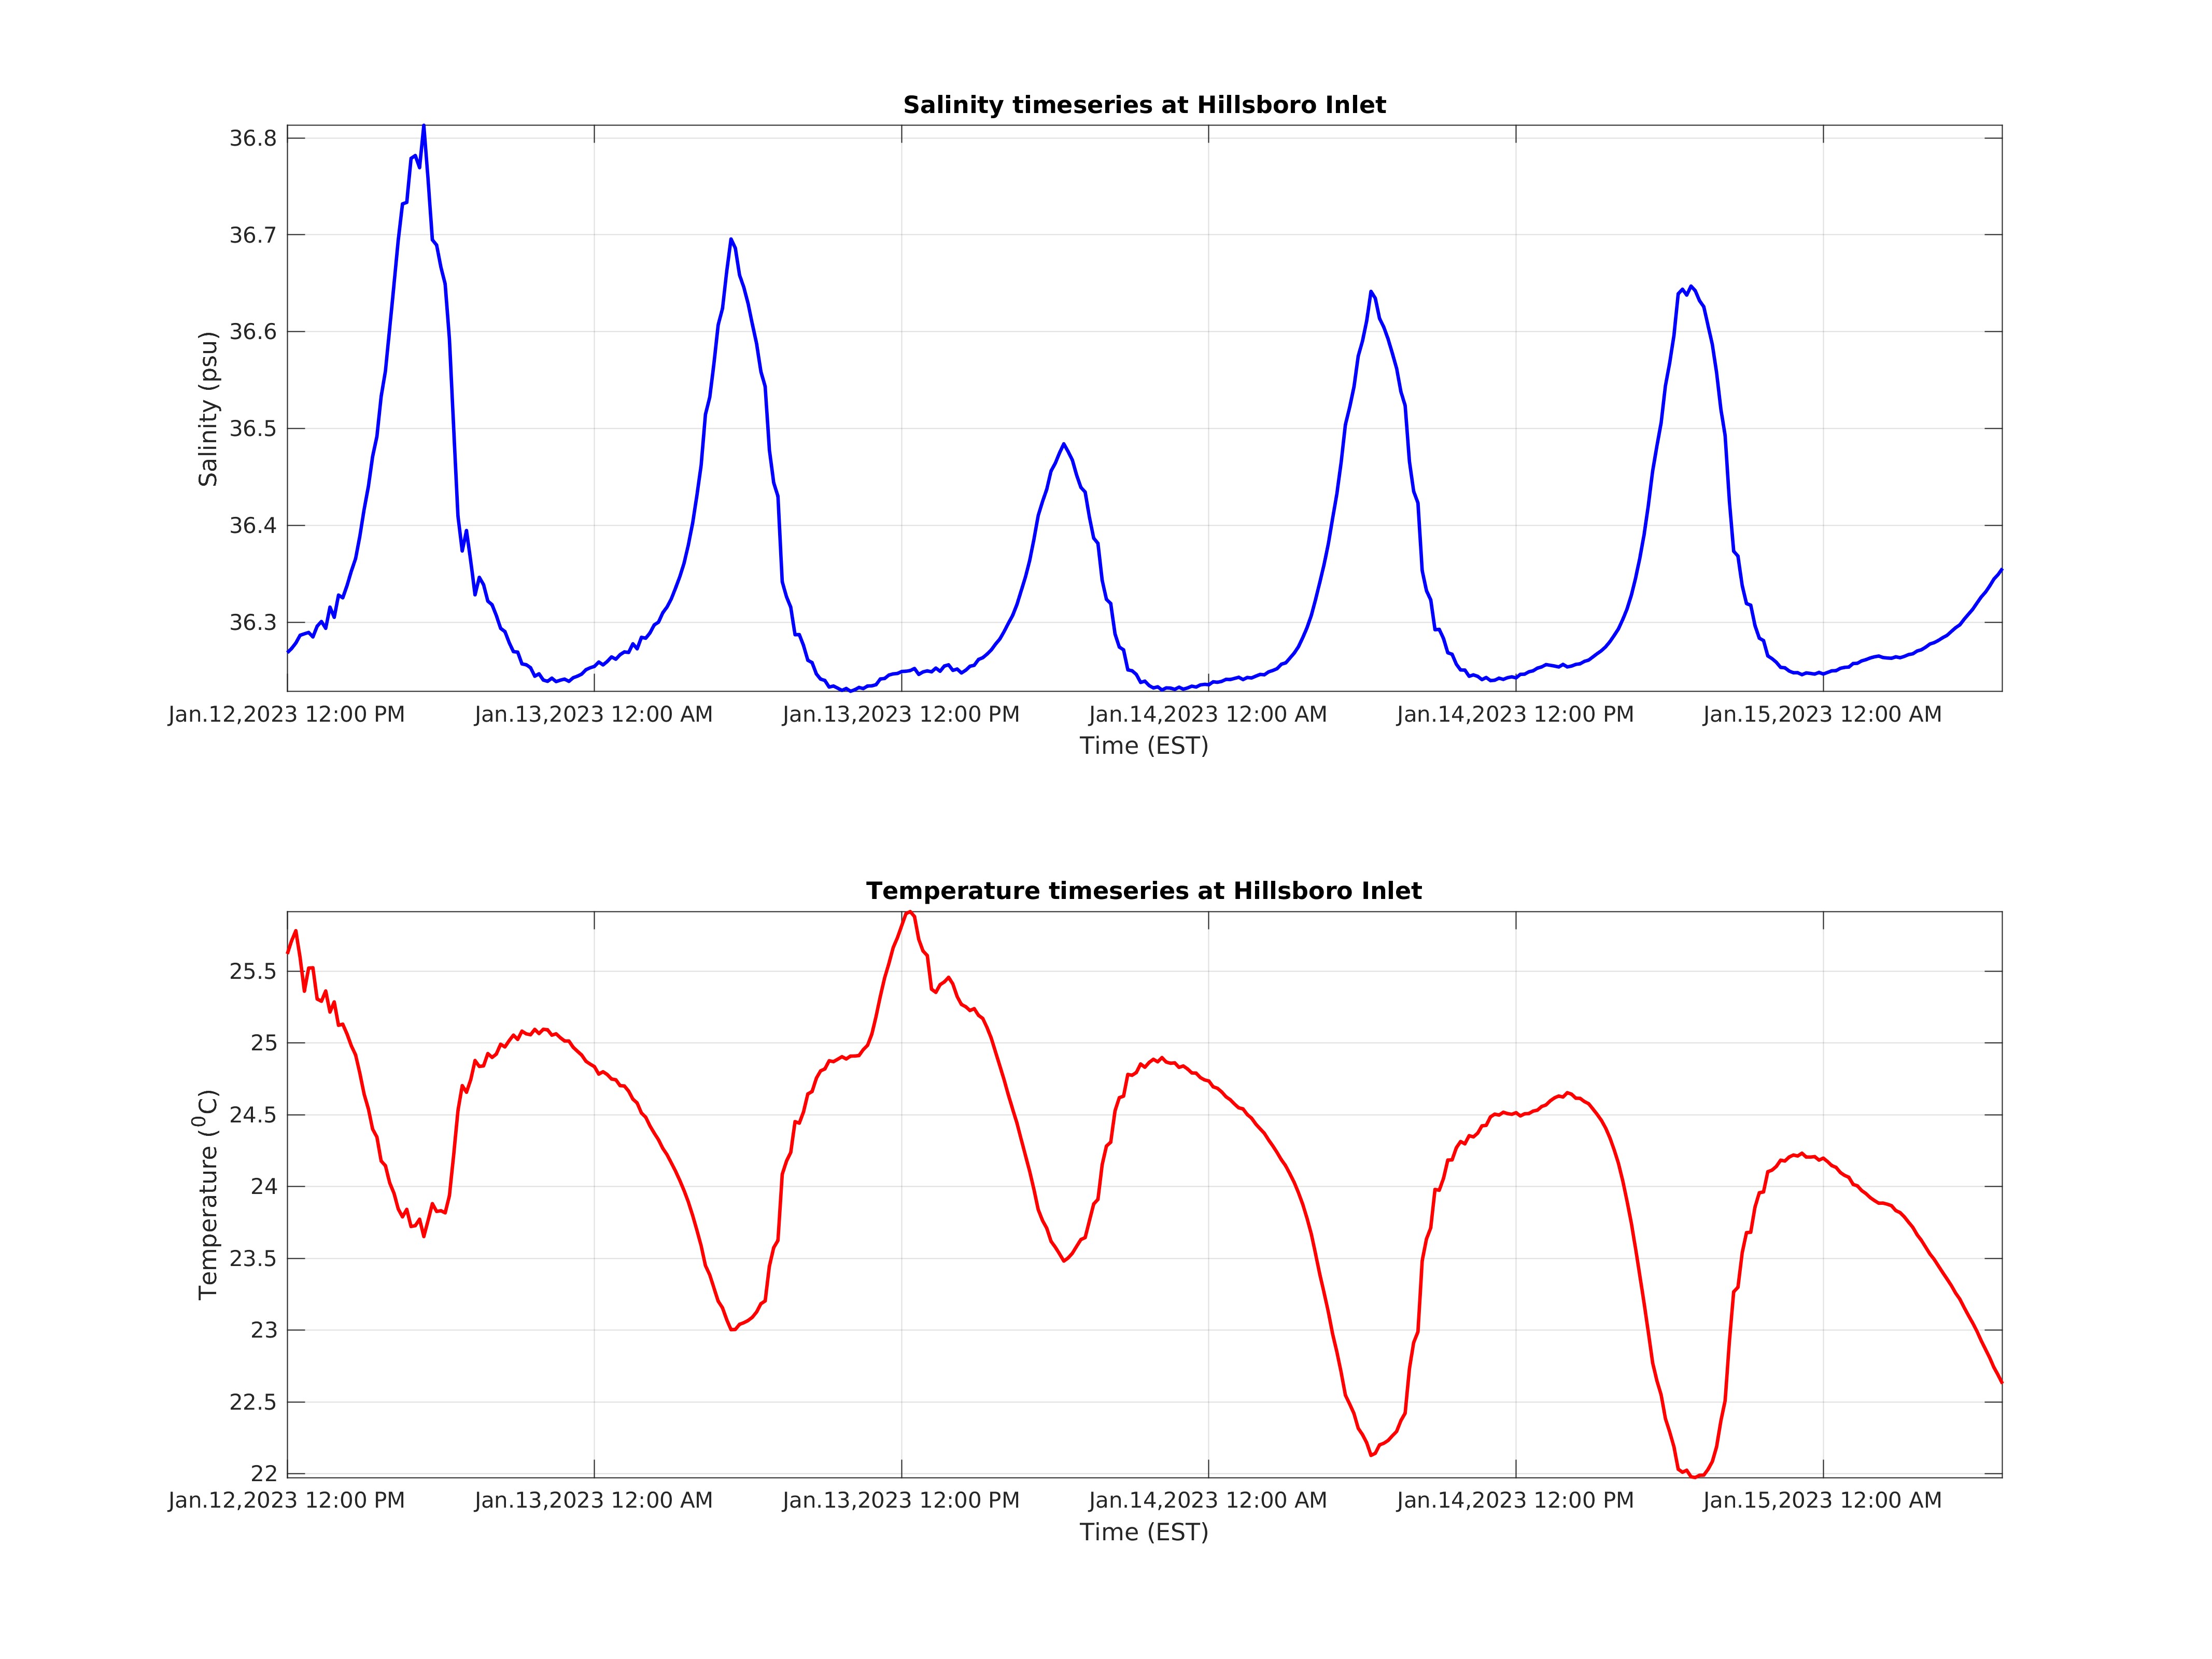 Salinity timeseries at Hillsboro Inlet
36.8
36.7
36.6
36.5
36.4
36.3
Salinity (psu)
Jan.12,2023 12:00 PM Jan.13,2023 12:00 AM Jan.13,2023 12:00 PM Jan.14,2023 12:00 AM Jan.14,2023 12:00 PM Jan.15,2023 12:00 AM
Time (EST)
Temperature timeseries at Hillsboro Inlet
25.5
25
24.5
24
23.5
23
22.5
22
Temperature (⁰C)
Jan.12,2023 12:00 PM Jan.13,2023 12:00 AM Jan.13,2023 12:00 PM Jan.14,2023 12:00 AM Jan.14,2023 12:00 PM Jan.15,2023 12:00 AM
Time (EST)